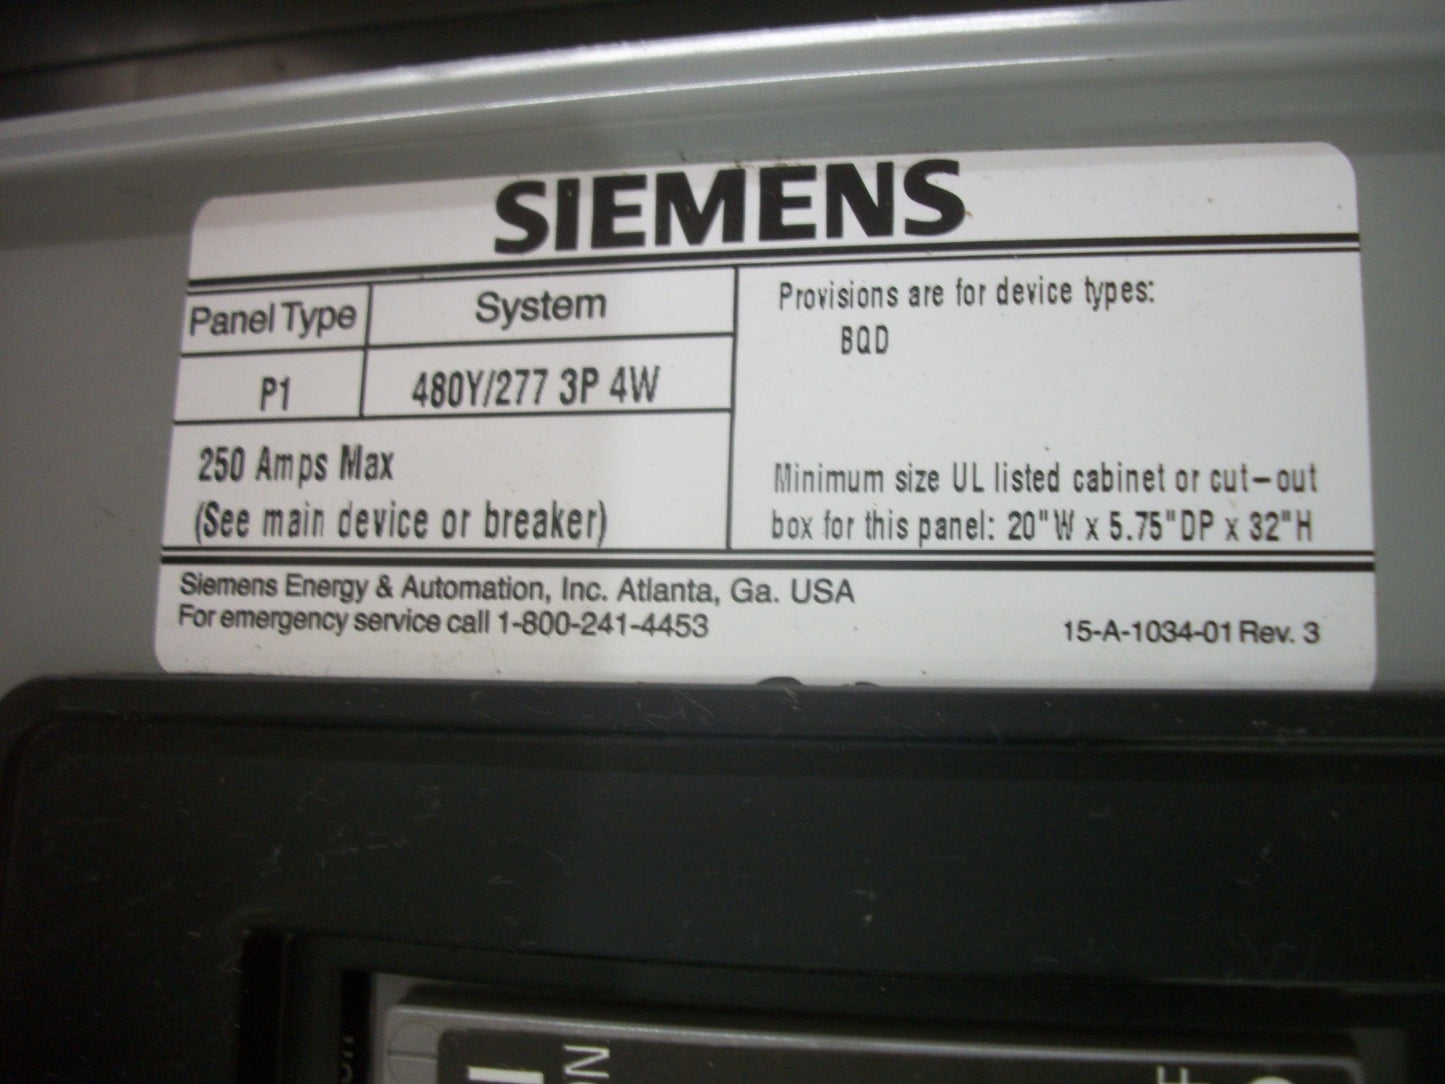 SIEMENS
Panel Type
System
P1
480Y/277 3P 4W
250 Amps Max
(See main device or breaker)
Provisions are for device types:
BQD
Minimum size UL listed cabinet or cut-out
box for this panel: 20"W x 5.75"DP x 32"H
Siemens Energy & Automation, Inc. Atlanta, Ga. USA
For emergency service call 1-800-241-4453
15-A-1034-01 Rev. 3
ON